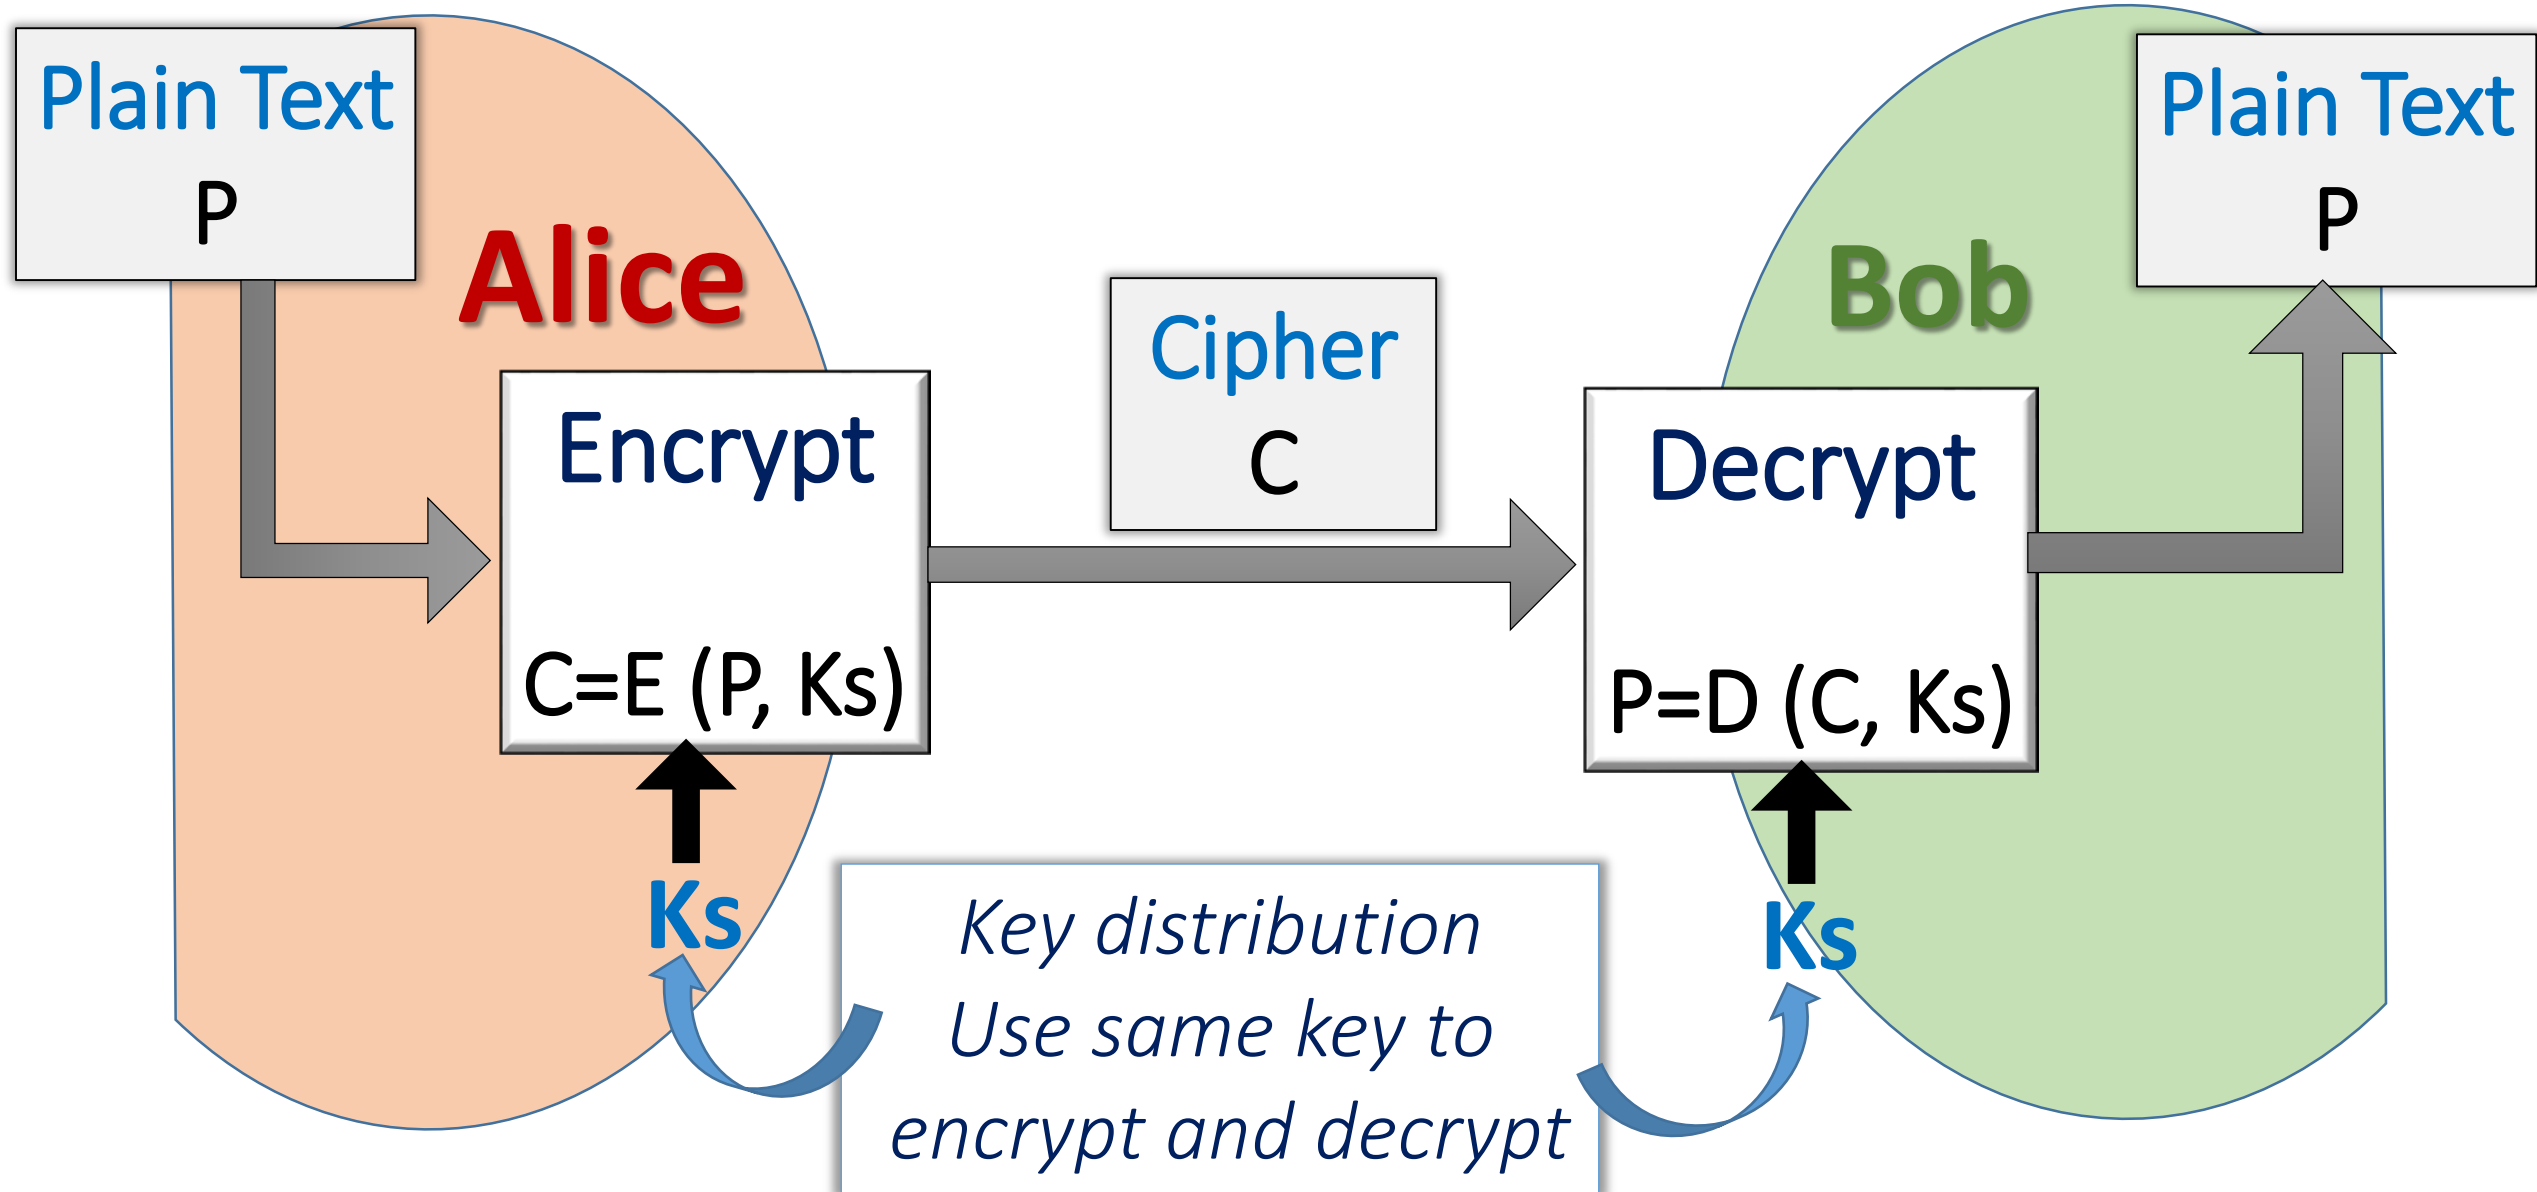 Plain Text
P
Alice
Encrypt
C=E (P, Ks)
Ks
Cipher
C
Bob
Decrypt
P=D (C, Ks)
Ks
Plain Text
P
Key distribution
Use same key to
encrypt and decrypt